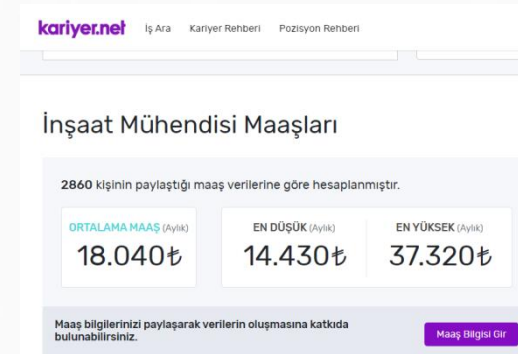 kariyer.net İş Ara Kariyer Rehberi Pozisyon Rehberi
İnşaat Mühendisi Maaşları
2860 kişinin paylaştığı maaş verilerine göre hesaplanmıştır.
ORTALAMA MAAŞ (Aylık) EN DÜŞÜK (Aylık) EN YÜKSEK (Aylık)
18.040₺ 14.430₺ 37.320₺
Maaş bilgilerinizi paylaşarak verilerin oluşmasına katkıda
bulunabilirsiniz.
Maaş Bilgisi Gir